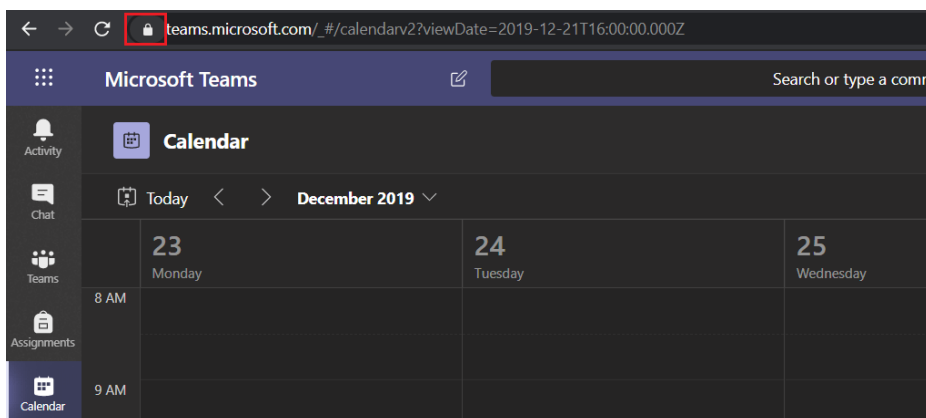 teams.microsoft.com/_#/calendarv2?viewDate=2019-12-21T16:00:00.000Z
Microsoft Teams
Search or type a comm
Activity
Calendar
Chat
Today
December 2019
Teams
23
24
25
Monday
Tuesday
Wednesday
8 AM
Assignments
9 AM
Calendar